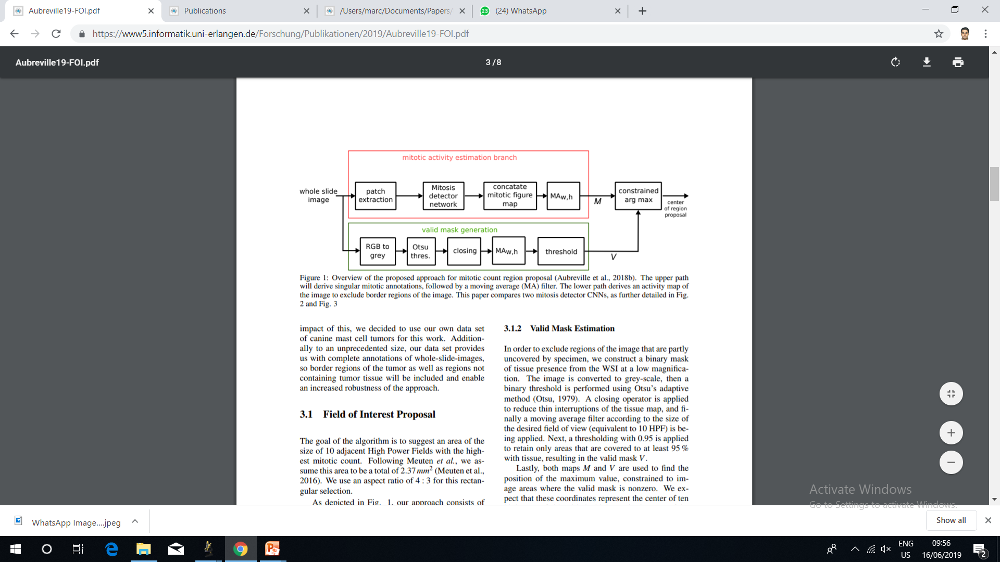 Aubreville19-FOI.pdf
Publications
/Users/marc/Documents/Papers/
23
(24) WhatsApp
https://www5.informatik.uni-erlangen.de/Forschung/Publikationen/2019/Aubreville19-FOI.pdf
Aubreville19-FOI.pdf
3 / 8
mitotic activity estimation branch
whole slide
image
patch
extraction
Mitosis
detector
network
concatate
mitotic figure
map
MAw,h
M
constrained
arg max
center
of region
proposal
valid mask generation
RGB to
grey
Otsu
thres.
closing
MAw,h
threshold
V
Figure 1: Overview of the proposed approach for mitotic count region proposal (Aubreville et al., 2018b). The upper path
will derive singular mitotic annotations, followed by a moving average (MA) filter. The lower path derives an activity map of
the image to exclude border regions of the image. This paper compares two mitosis detector CNNs, as further detailed in Fig.
2 and Fig. 3
impact of this, we decided to use our own data set
of canine mast cell tumors for this work. Addition-
ally to an unprecedented size, our data set provides
us with complete annotations of whole-slide-images,
so border regions of the tumor as well as regions not
containing tumor tissue will be included and enable
an increased robustness of the approach.
3.1 Field of Interest Proposal
The goal of the algorithm is to suggest an area of the
size of 10 adjacent High Power Fields with the high-
est mitotic count. Following Meuten et al., we as-
sume this area to be a total of 2.37 mm² (Meuten et al.,
2016). We use an aspect ratio of 4 : 3 for this rectan-
gular selection.
As depicted in Fig. 1, our approach consists of
3.1.2 Valid Mask Estimation
In order to exclude regions of the image that are partly
uncovered by specimen, we construct a binary mask
of tissue presence from the WSI at a low magnifica-
tion. The image is converted to grey-scale, then a
binary threshold is performed using Otsu's adaptive
method (Otsu, 1979). A closing operator is applied
to reduce thin interruptions of the tissue map, and fi-
nally a moving average filter according to the size of
the desired field of view (equivalent to 10 HPF) is be-
ing applied. Next, a thresholding with 0.95 is applied
to retain only areas that are covered to at least 95 %
with tissue, resulting in the valid mask V.
Lastly, both maps M and V are used to find the
position of the maximum value, constrained to im-
age areas where the valid mask is nonzero. We ex-
pect that these coordinates represent the center of ten
Activate Windows
Go to Settings to activate Windows.
WhatsApp Image....jpeg
Show all
ENG
US
09:56
16/06/2019
2